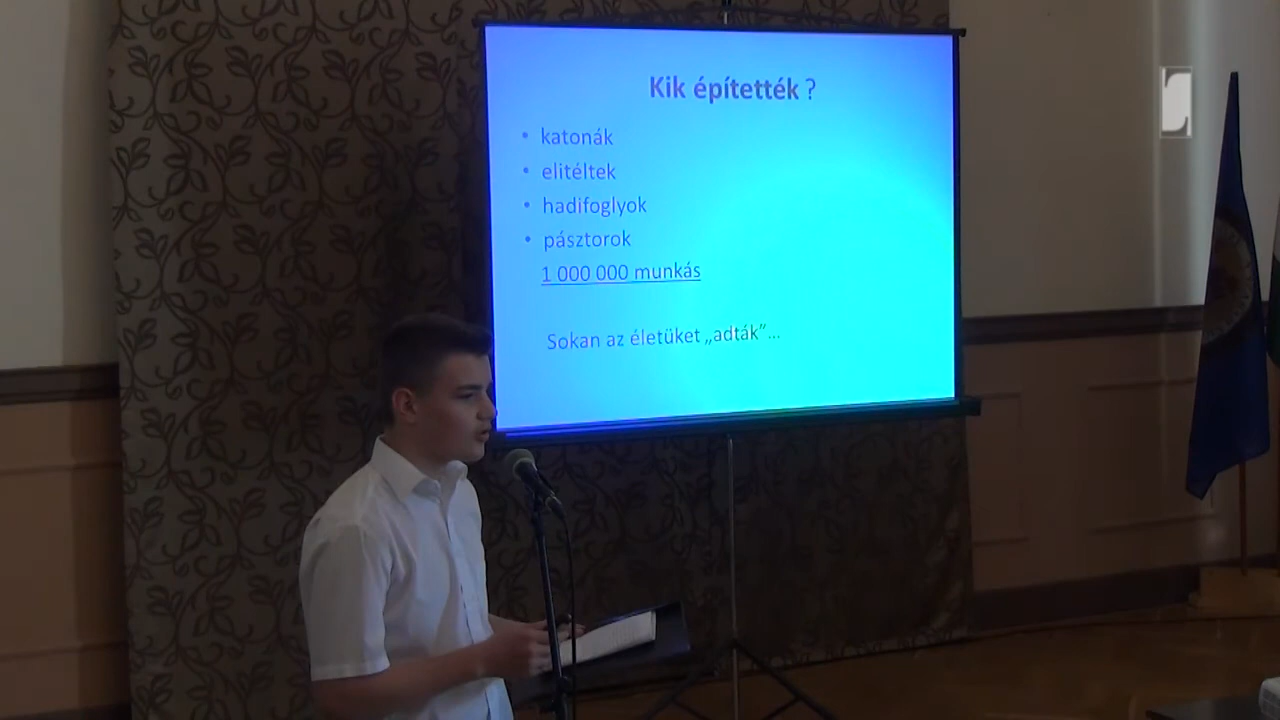 Kik építették ?
• katonák
• elitéltek
• hadifoglyok
• pásztorok
1 000 000 munkás
Sokan az életüket „adták”...